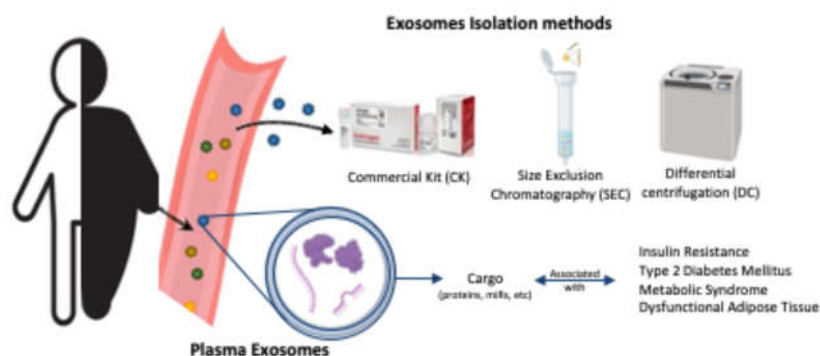 Exosomes Isolation methods
Commercial Kit (CK)
Size Exclusion
Chromatography (SEC)
Differential
centrifugation (DC)
Cargo
(proteins, mills, etc)
Associated
with
Insulin Resistance
Type 2 Diabetes Mellitus
Metabolic Syndrome
Dysfunctional Adipose Tissue
Plasma Exosomes